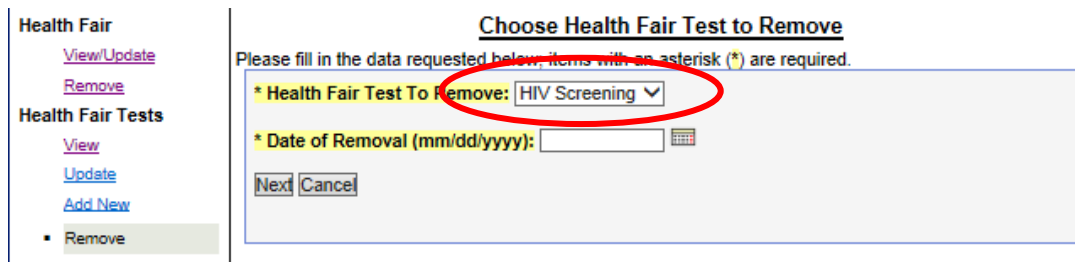 Health Fair
View/Update
Remove
Health Fair Tests
View
Update
Add New
▪ Remove
Choose Health Fair Test to Remove
Please fill in the data requested below; items with an asterisk (*) are required.
* Health Fair Test To Remove: HIV Screening
* Date of Removal (mm/dd/yyyy):
Next Cancel